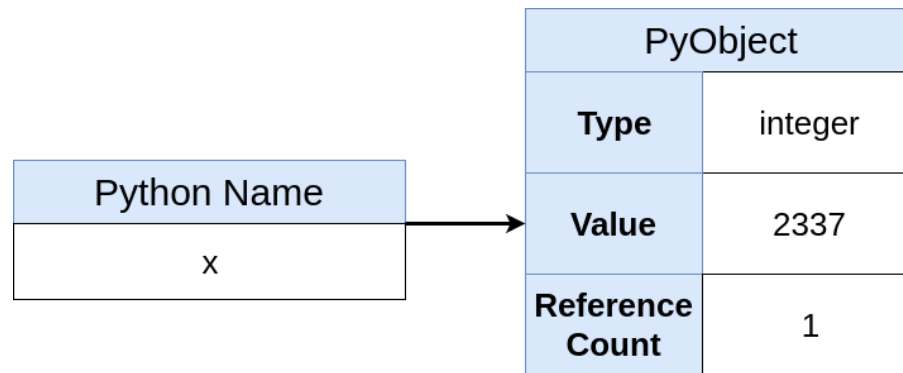 Python Name
x
PyObject
Type integer
Value 2337
Reference
Count 1